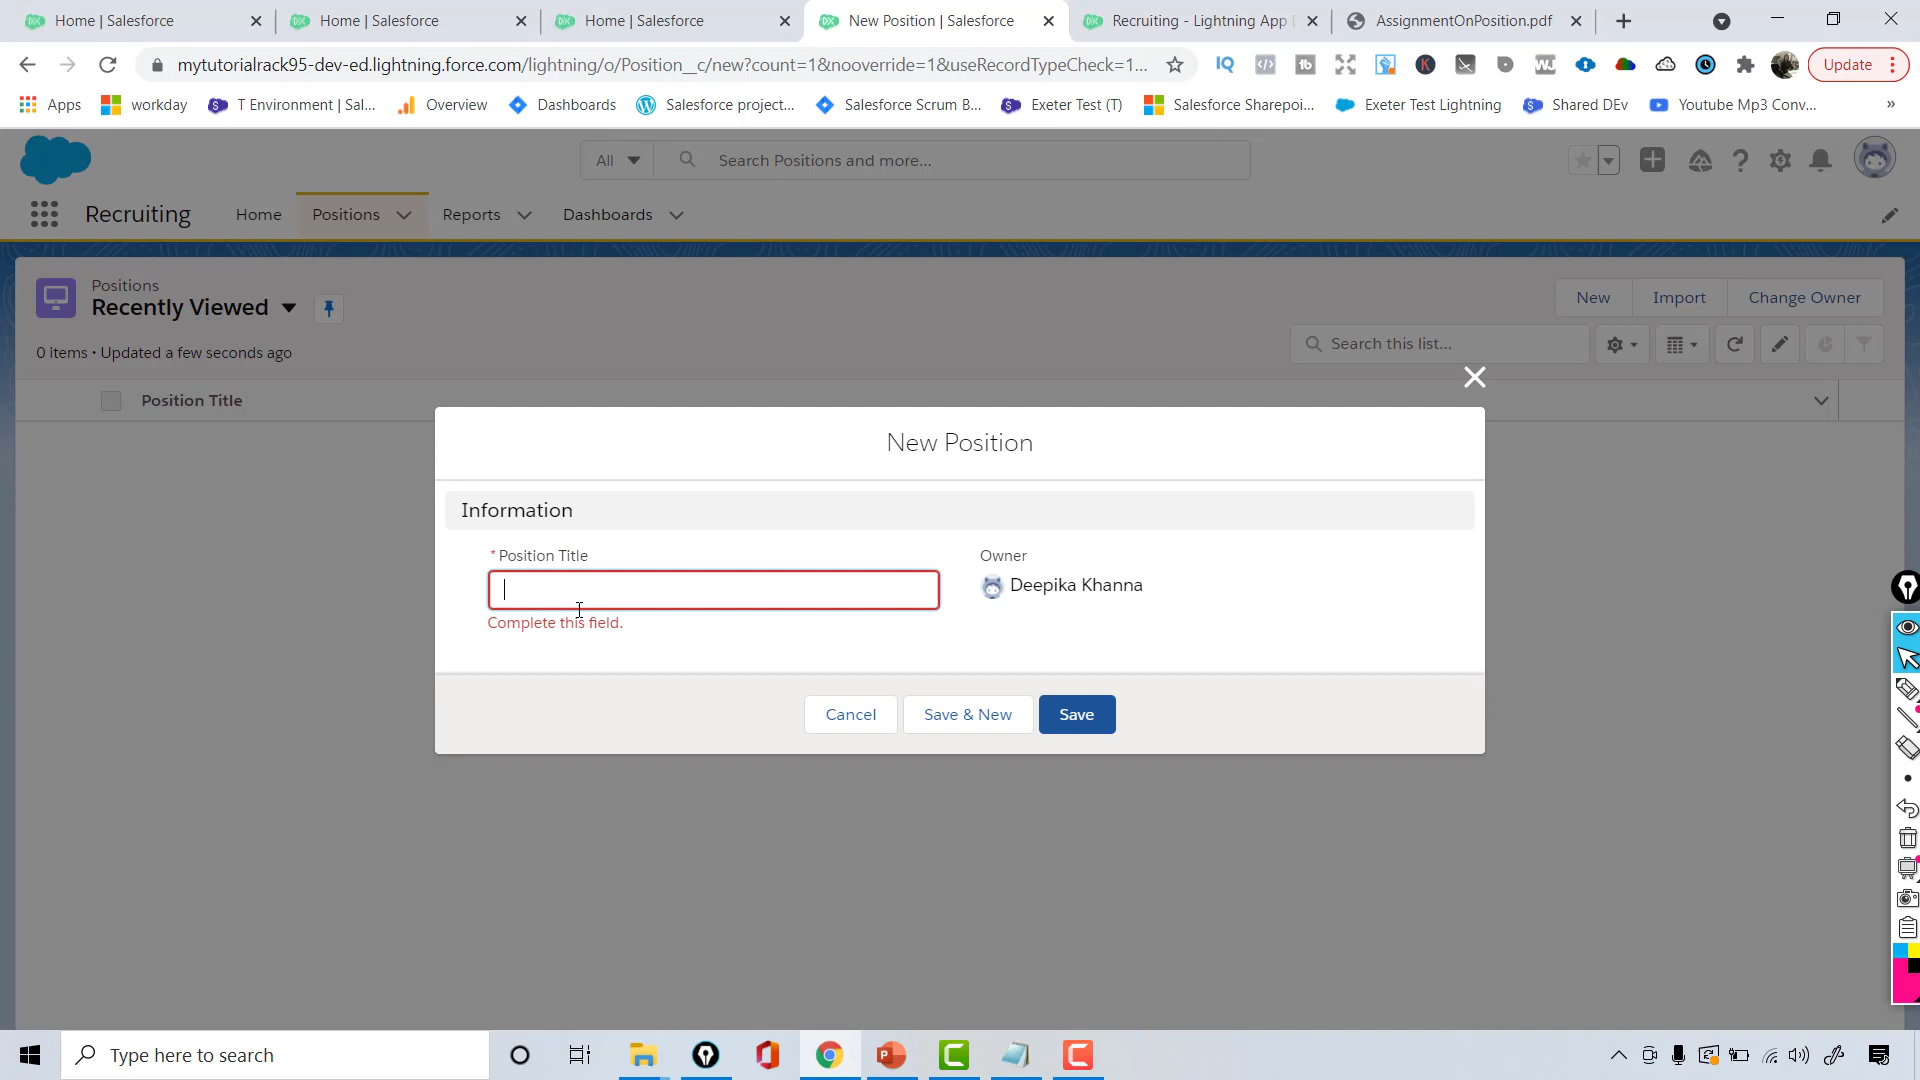 Home | Salesforce
Home | Salesforce
Home | Salesforce
New Position | Salesforce
Recruiting - Lightning App
AssignmentOnPosition.pdf
mytutorialrack95-dev-ed.lightning.force.com/lightning/o/Position__c/new?count=1&nooverride=1&useRecordTypeCheck=1...
Update
Apps
workday
T Environment | Sal...
Overview
Dashboards
Salesforce project...
Salesforce Scrum B...
Exeter Test (T)
Salesforce Sharepoi...
Exeter Test Lightning
Shared DEv
Youtube Mp3 Conv...
All
Search Positions and more...
Recruiting
Home
Positions
Reports
Dashboards
Positions
Recently Viewed
New
Import
Change Owner
0 items • Updated a few seconds ago
Search this list...
Position Title
New Position
Information
*Position Title
Owner
Deepika Khanna
Complete this field.
Cancel
Save & New
Save
Type here to search